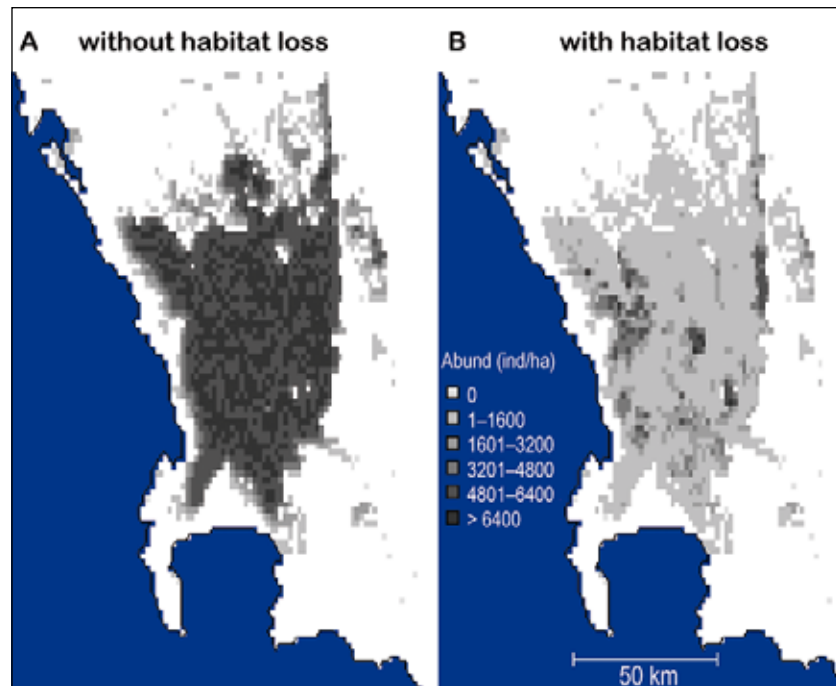 A without habitat loss
B with habitat loss
Abund (ind/ha)
0
1–1600
1601–3200
3201–4800
4801–6400
> 6400
50 km